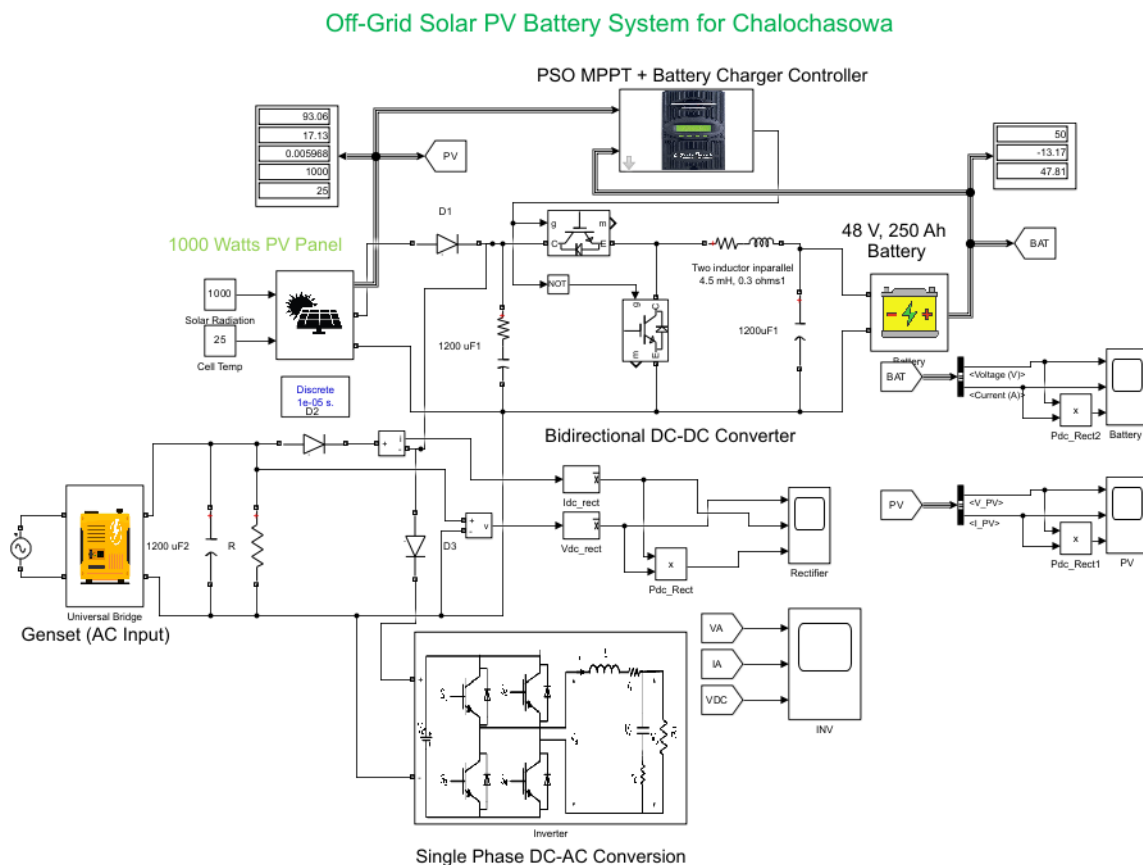 Off-Grid Solar PV Battery System for Chalochasowa
PSO MPPT + Battery Charger Controller
93.06
17.13
0.005968
1000
25
PV
50
-13.17
47.81
BAT
D1
1000 Watts PV Panel
1000
Solar Radiation
25
Cell Temp
g
m
C
E
NOT
g
C
m
E
Two inductor inparallel
4.5 mH, 0.3 ohms1
48 V, 250 Ah
Battery
Battery
1200 uF1
1200uF1
Discrete
1e-05 s.
D2
Bidirectional DC-DC Converter
BAT
<Voltage (V)>
<Current (A)>
x
Pdc_Rect2
Battery
+
-
i
Idc_rect
+
-
v
Vdc_rect
x
Pdc_Rect
Rectifier
PV
<V_PV>
<I_PV>
x
Pdc_Rect1
PV
1200 uF2
R
D3
Universal Bridge
Genset (AC Input)
VA
IA
VDC
INV
+
-
Inverter
Single Phase DC-AC Conversion